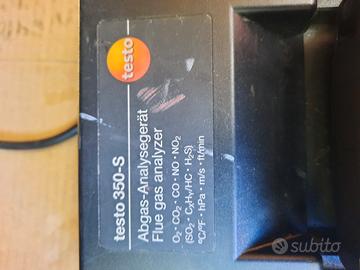 testo
testo 350-S
Abgas-Analysegerät
Flue gas analyzer
O₂ · CO₂ · CO · NO · NO₂
(SO₂ · CₓHᵧ/HC · H₂S)
°C/°F · hPa · m/s · ft/min
subito